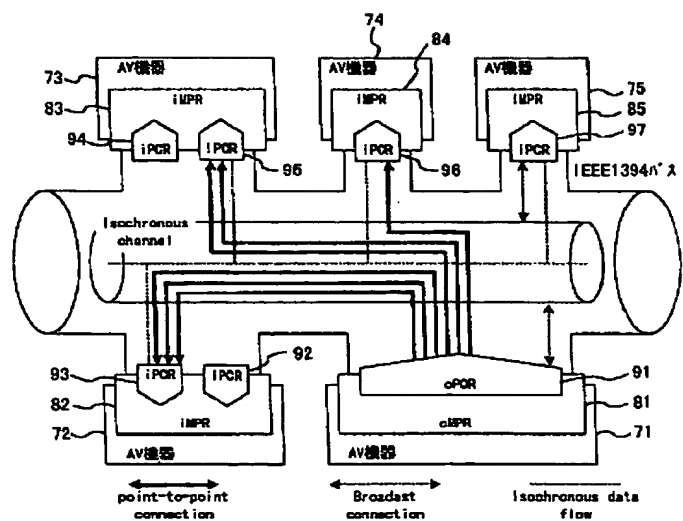 74
84
73
AV機器
AV機器
AV機器
83
iMPR
iMPR
iMPR
75
85
94
iPCR
iPCR
iPCR
iPCR
97
95
96
IEEE1394バス
Isochronous
channel
93
iPCR
iPCR
92
oPCR
91
82
iMPR
oMPR
81
72
AV機器
AV機器
71
point-to-point
connection
Broadcast
connection
Isochronous data
flow